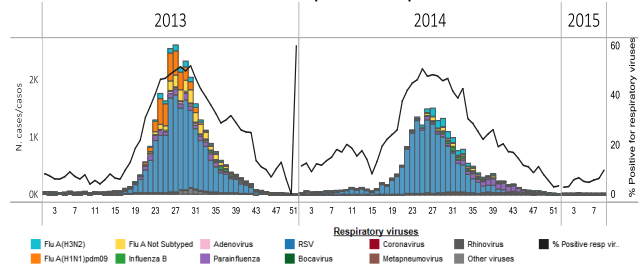 2013 2014 2015
N. cases/casos
2K
1K
0K
60
40
20
0
% Positive for respiratory viruses
3 7 11 15 19 23 27 31 35 39 43 47 51 3 7 11 15 19 23 27 31 35 39 43 47 51 3 7
Respiratory viruses
Flu A(H3N2) Flu A Not Subtyped Adenovirus RSV Coronavirus Rhinovirus % Positive resp vir..
Flu A(H1N1)pdm09 Influenza B Parainfluenza Bocavirus Metapneumovirus Other viruses